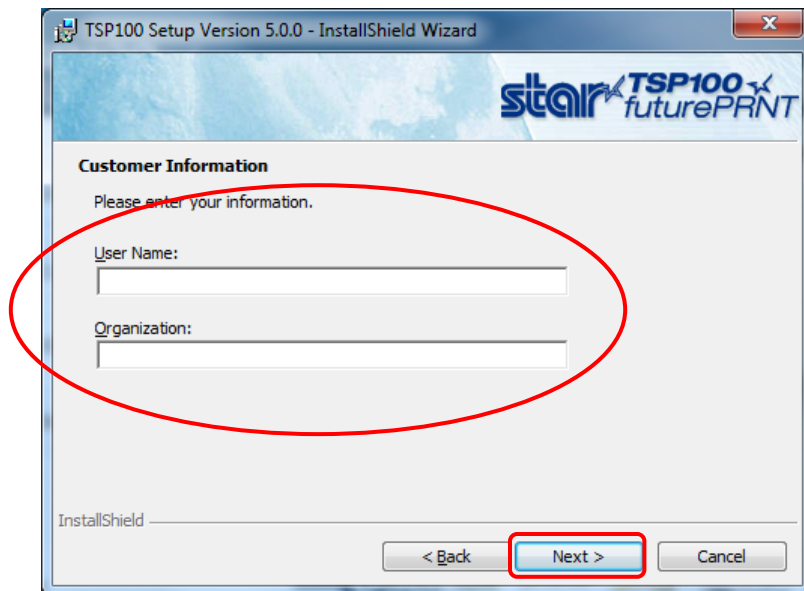 TSP100 Setup Version 5.0.0 - InstallShield Wizard
star TSP100
futurePRNT
Customer Information
Please enter your information.
User Name:
Organization:
InstallShield
< Back Next > Cancel